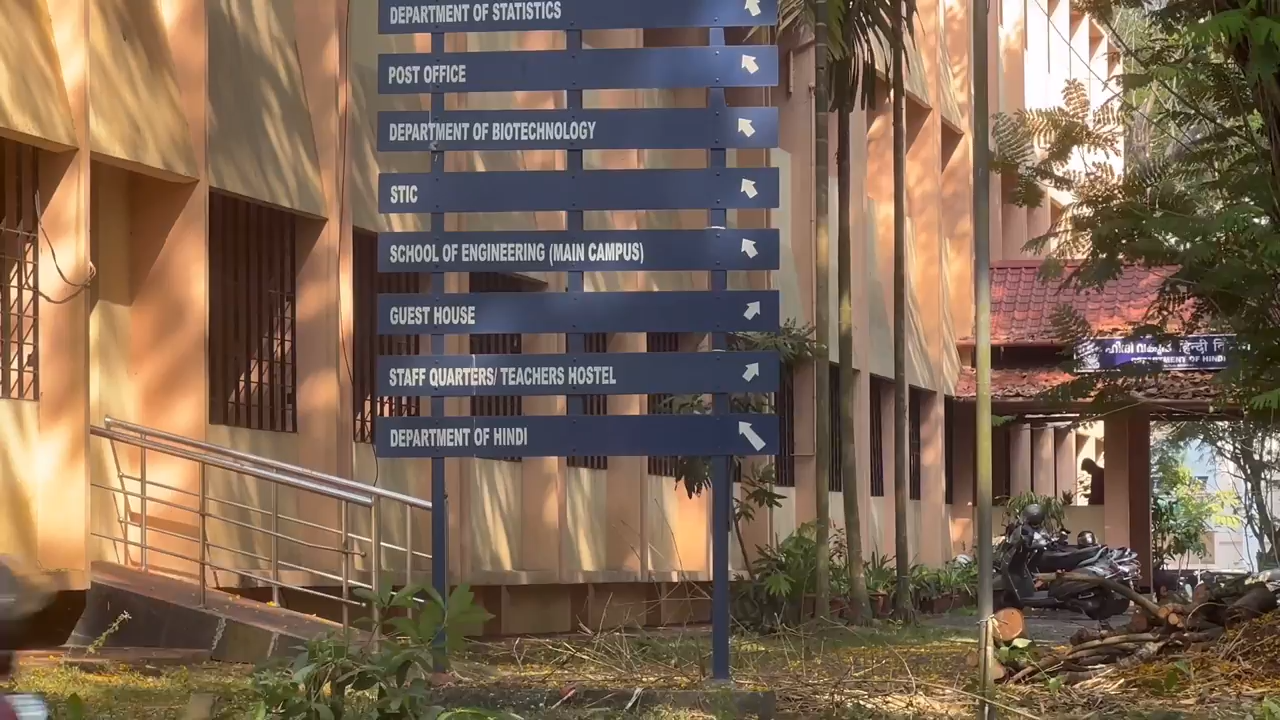 DEPARTMENT OF STATISTICS
POST OFFICE
DEPARTMENT OF BIOTECHNOLOGY
STIC
SCHOOL OF ENGINEERING (MAIN CAMPUS)
GUEST HOUSE
STAFF QUARTERS/ TEACHERS HOSTEL
DEPARTMENT OF HINDI
ഹിന്ദി വകുപ്പ് हिन्दी
DEPARTMENT OF HINDI